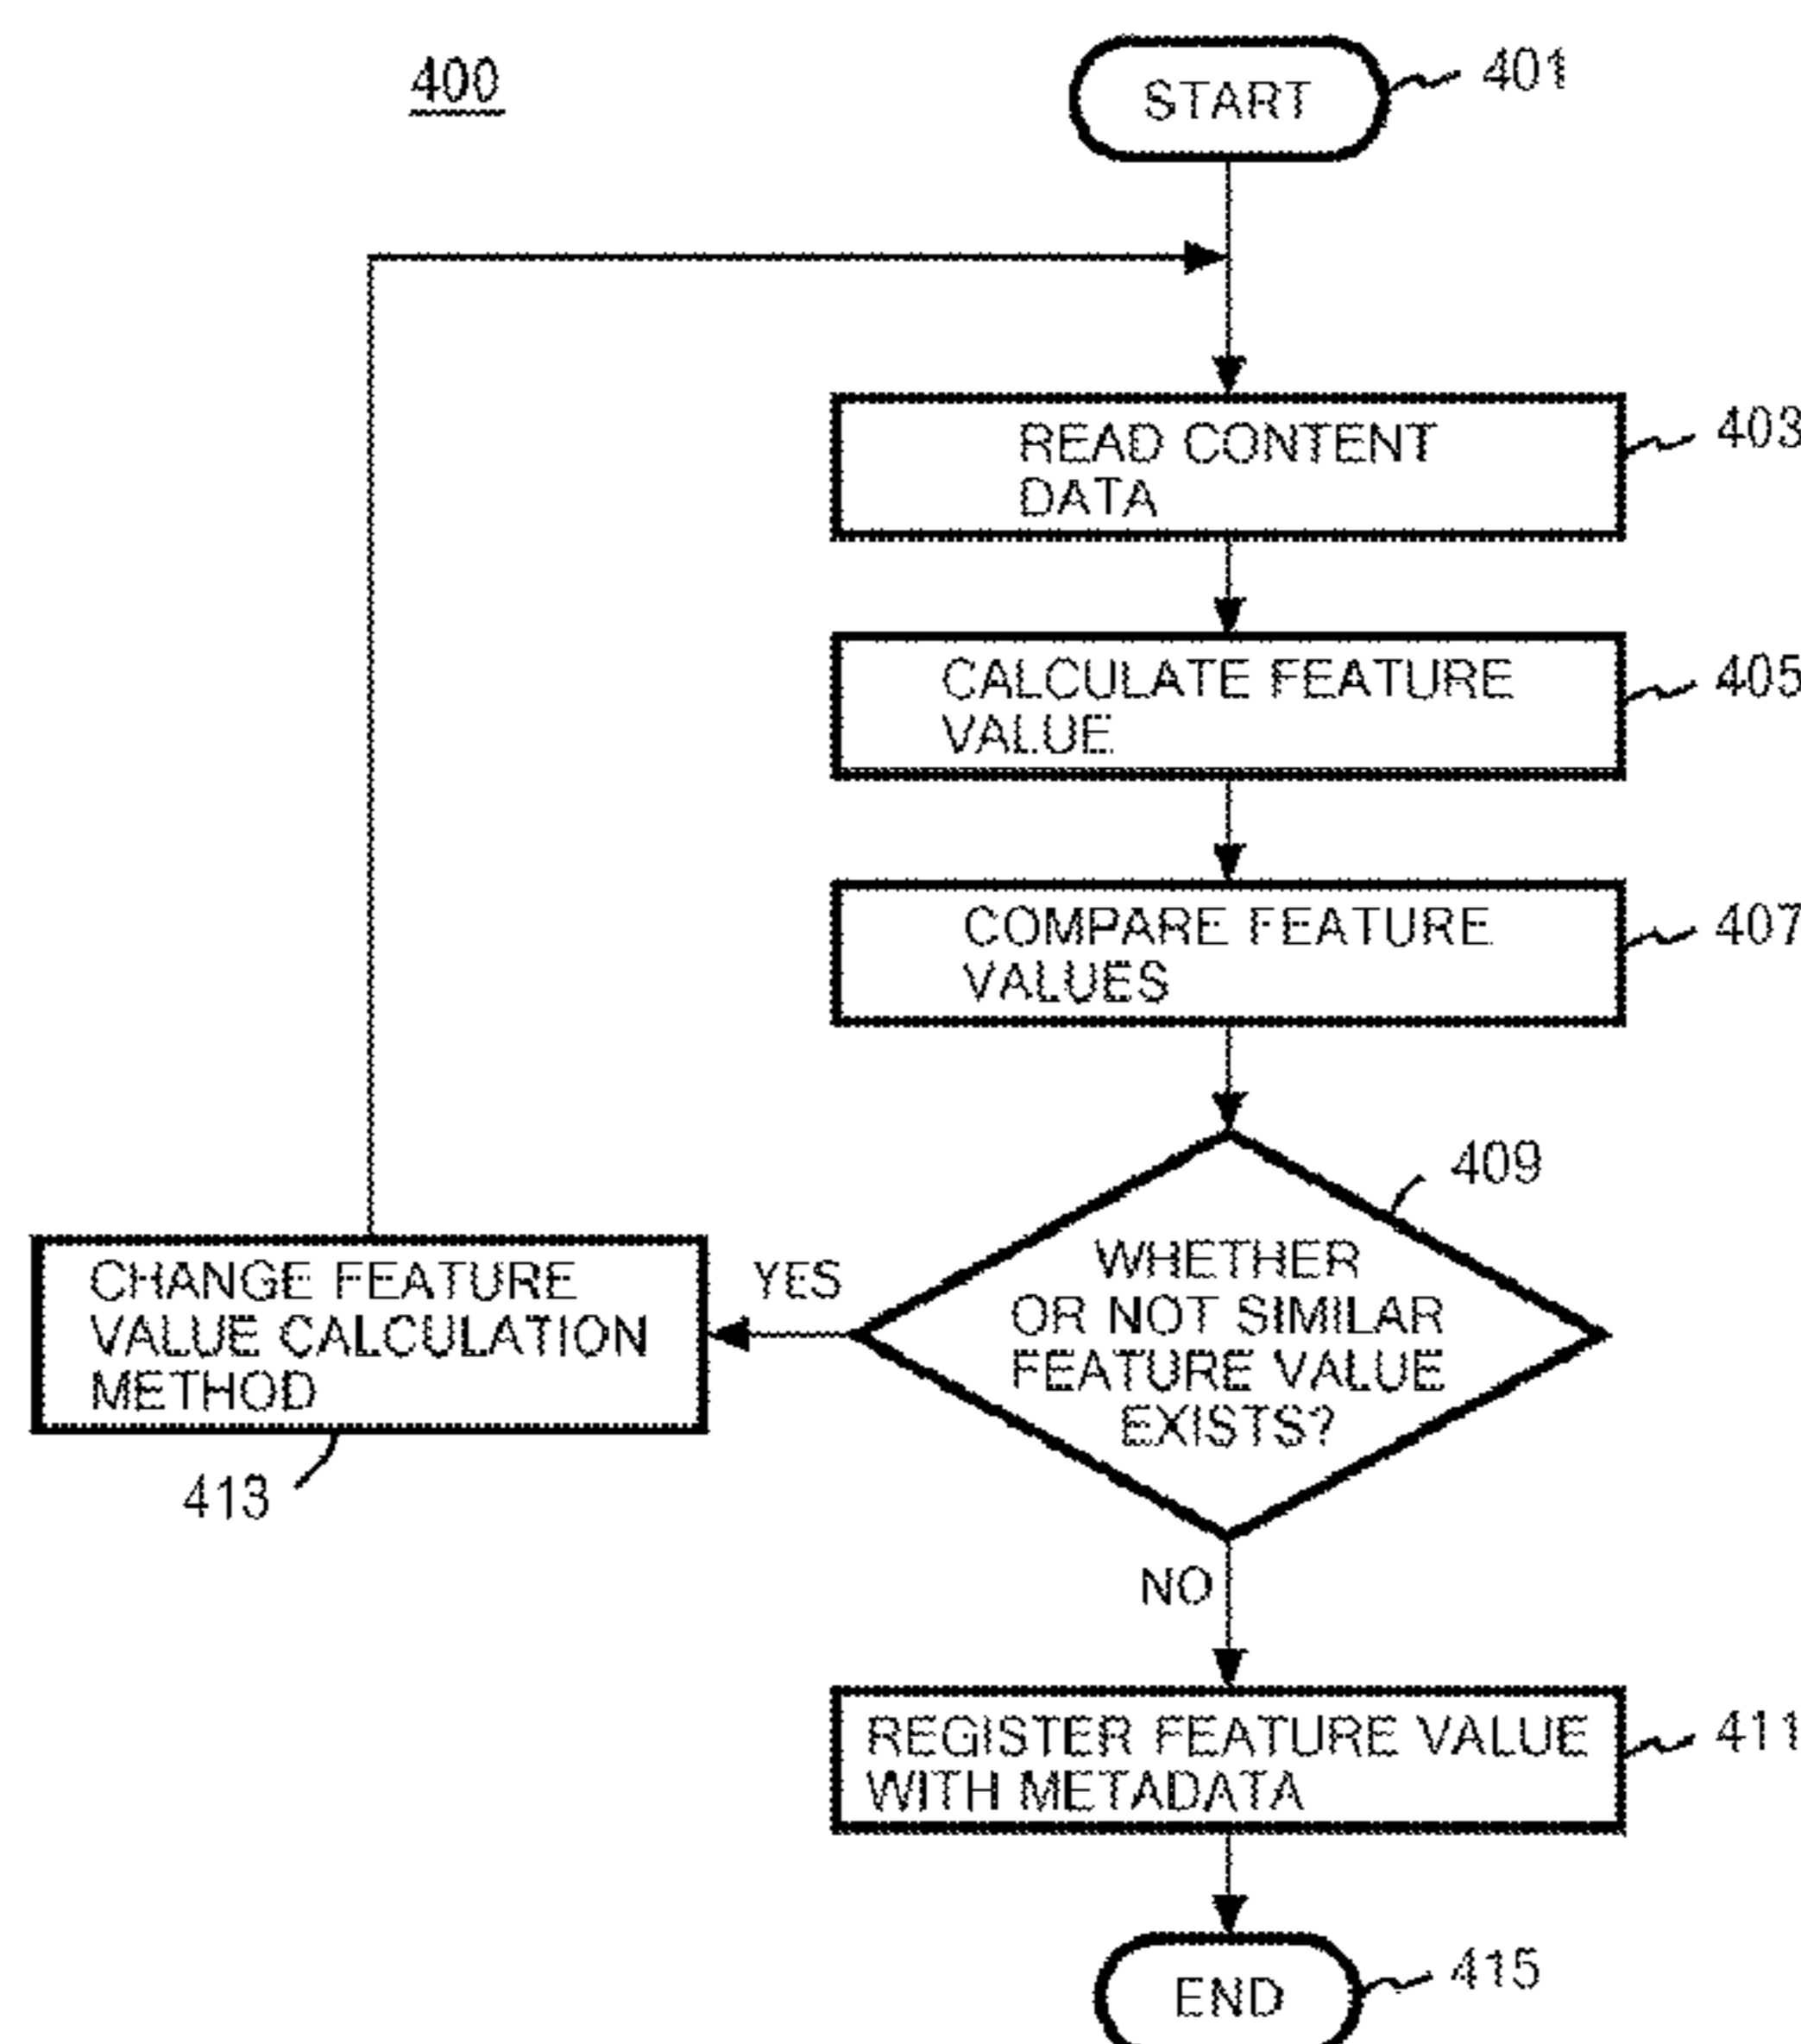 400
START
401
READ CONTENT
DATA
403
CALCULATE FEATURE
VALUE
405
COMPARE FEATURE
VALUES
407
409
WHETHER
OR NOT SIMILAR
FEATURE VALUE
EXISTS?
YES
CHANGE FEATURE
VALUE CALCULATION
METHOD
413
NO
REGISTER FEATURE VALUE
WITH METADATA
411
END
415